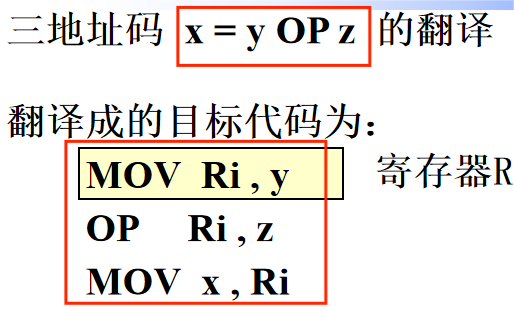 三地址码 x = y OP z 的翻译
翻译成的目标代码为：
MOV Ri , y 寄存器R
OP Ri , z
MOV x , Ri